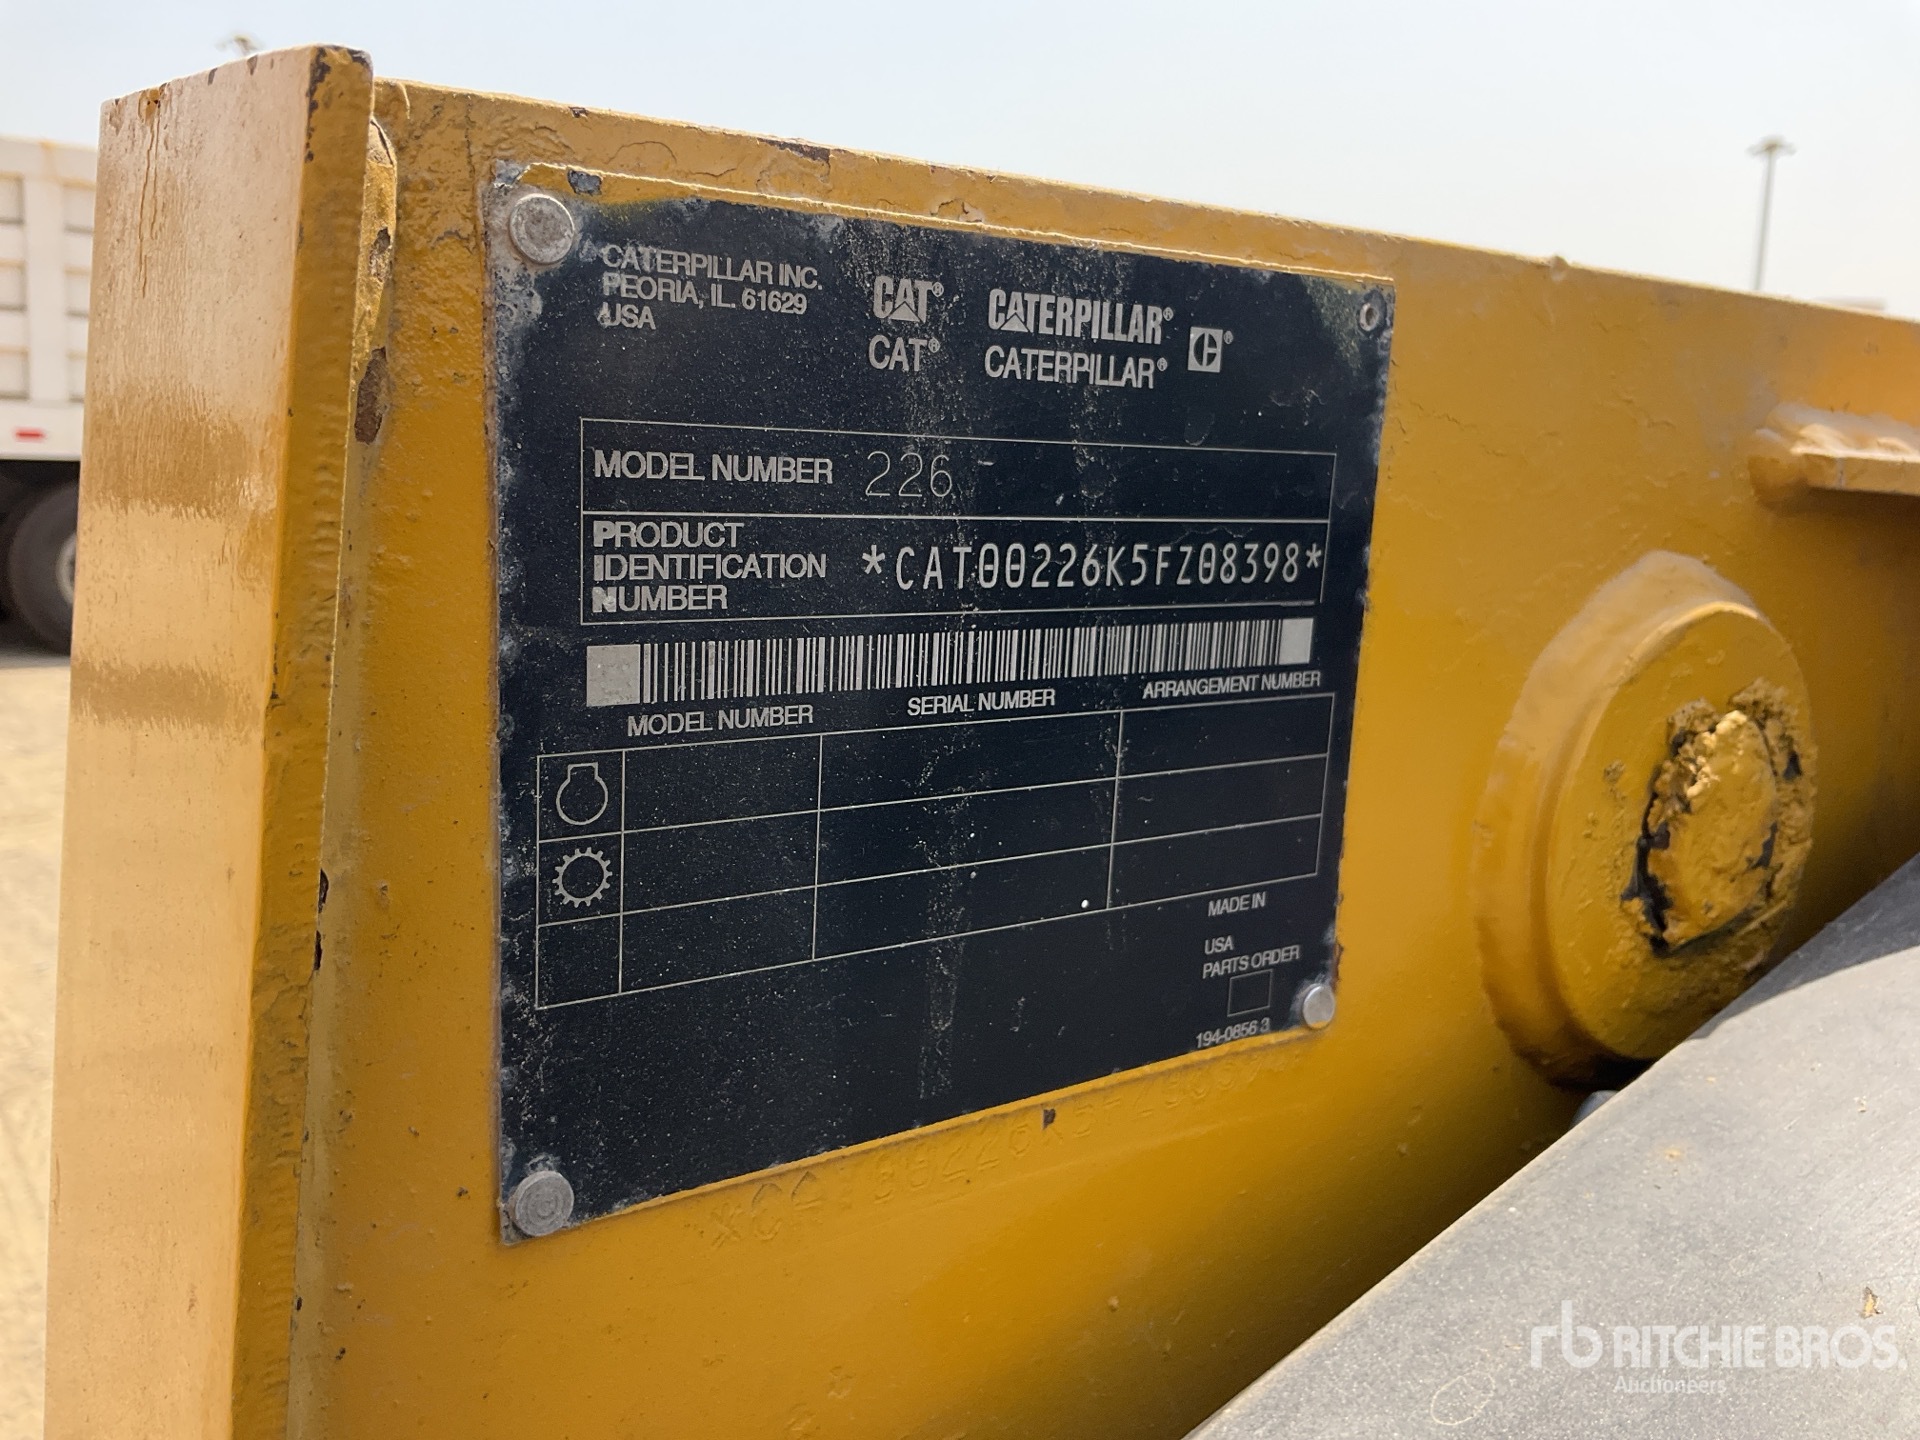 CATERPILLAR INC.
PEORIA, IL. 61629
USA
CAT® CATERPILLAR® ®
CAT® CATERPILLAR®
MODEL NUMBER 226
PRODUCT
IDENTIFICATION
NUMBER
*CAT00226K5FZ08398*
MODEL NUMBER SERIAL NUMBER ARRANGEMENT NUMBER
MADE IN
USA
PARTS ORDER
194-0856 3
rb RITCHIE BROS.
Auctioneers